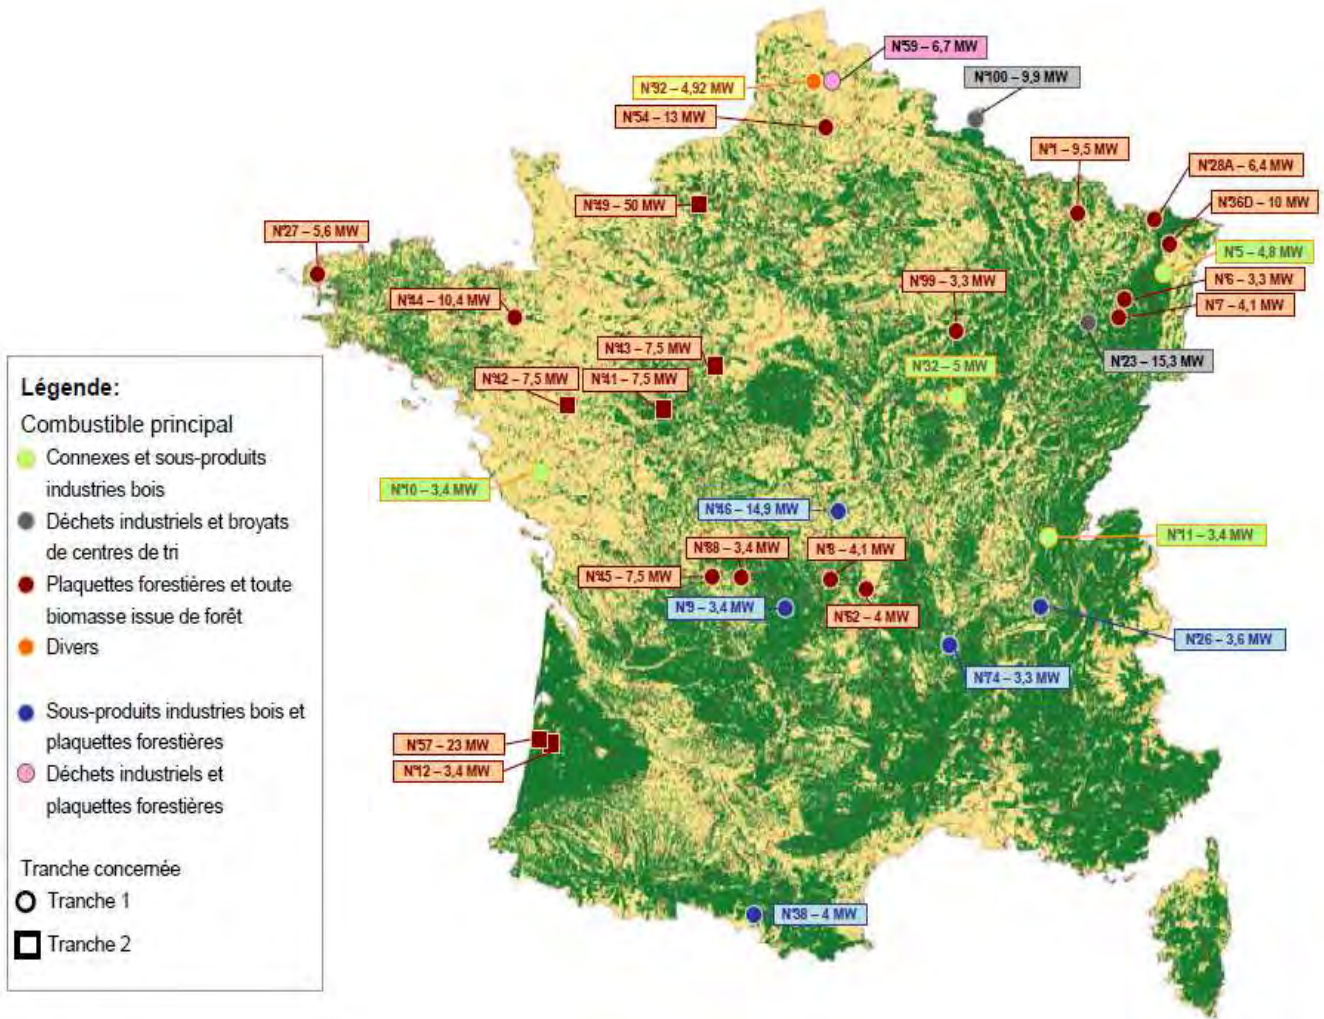 N°59 – 6,7 MW
N°100 – 9,9 MW
N°92 – 4,92 MW
N°54 – 13 MW
N°1 – 9,5 MW
N°28A – 6,4 MW
N°49 – 50 MW
N°36D – 10 MW
N°27 – 5,6 MW
N°5 – 4,8 MW
N°99 – 3,3 MW
N°6 – 3,3 MW
N°44 – 10,4 MW
N°7 – 4,1 MW
N°43 – 7,5 MW
N°23 – 15,3 MW
N°32 – 5 MW
N°42 – 7,5 MW
N°41 – 7,5 MW
N°10 – 3,4 MW
N°46 – 14,9 MW
N°11 – 3,4 MW
N°88 – 3,4 MW
N°8 – 4,1 MW
N°45 – 7,5 MW
N°9 – 3,4 MW
N°62 – 4 MW
N°26 – 3,6 MW
N°74 – 3,3 MW
N°57 – 23 MW
N°12 – 3,4 MW
N°38 – 4 MW
Légende:
Combustible principal
Connexes et sous-produits
industries bois
Déchets industriels et broyats
de centres de tri
Plaquettes forestières et toute
biomasse issue de forêt
Divers
Sous-produits industries bois et
plaquettes forestières
Déchets industriels et
plaquettes forestières
Tranche concernée
Tranche 1
Tranche 2